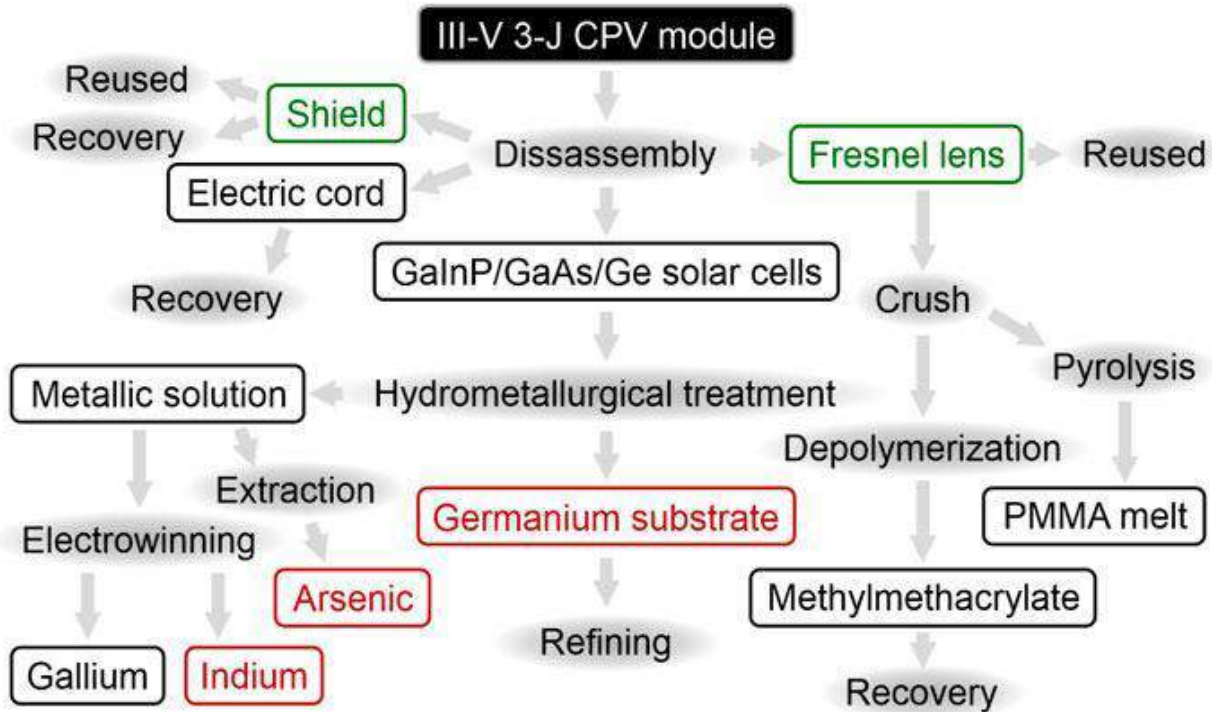 III-V 3-J CPV module
Reused
Shield
Recovery
Dissassembly
Fresnel lens
Reused
Electric cord
GaInP/GaAs/Ge solar cells
Recovery
Crush
Pyrolysis
Metallic solution
Hydrometallurgical treatment
Depolymerization
Extraction
Germanium substrate
PMMA melt
Electrowinning
Arsenic
Methylmethacrylate
Refining
Gallium
Indium
Recovery